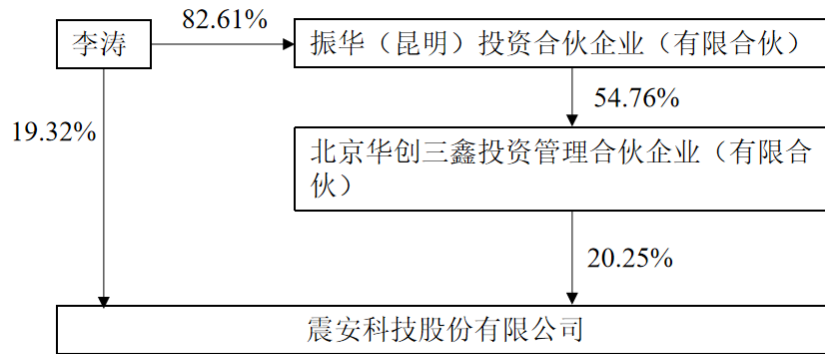 82.61%
李涛
振华（昆明）投资合伙企业（有限合伙）
54.76%
19.32%
北京华创三鑫投资管理合伙企业（有限合
伙）
20.25%
震安科技股份有限公司